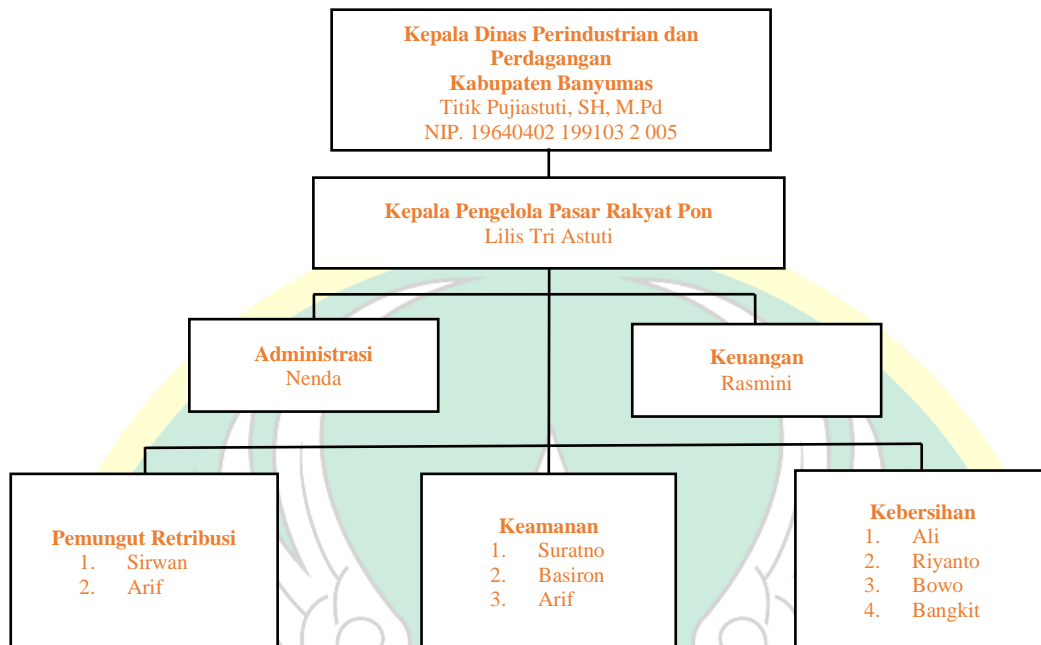 Kepala Dinas Perindustrian dan
Perdagangan
Kabupaten Banyumas
Titik Pujiastuti, SH, M.Pd
NIP. 19640402 199103 2 005
Kepala Pengelola Pasar Rakyat Pon
Lilis Tri Astuti
Administrasi
Nenda
Keuangan
Rasmini
Pemungut Retribusi
1. Sirwan
2. Arif
Keamanan
1. Suratno
2. Basiron
3. Arif
Kebersihan
1. Ali
2. Riyanto
3. Bowo
4. Bangkit